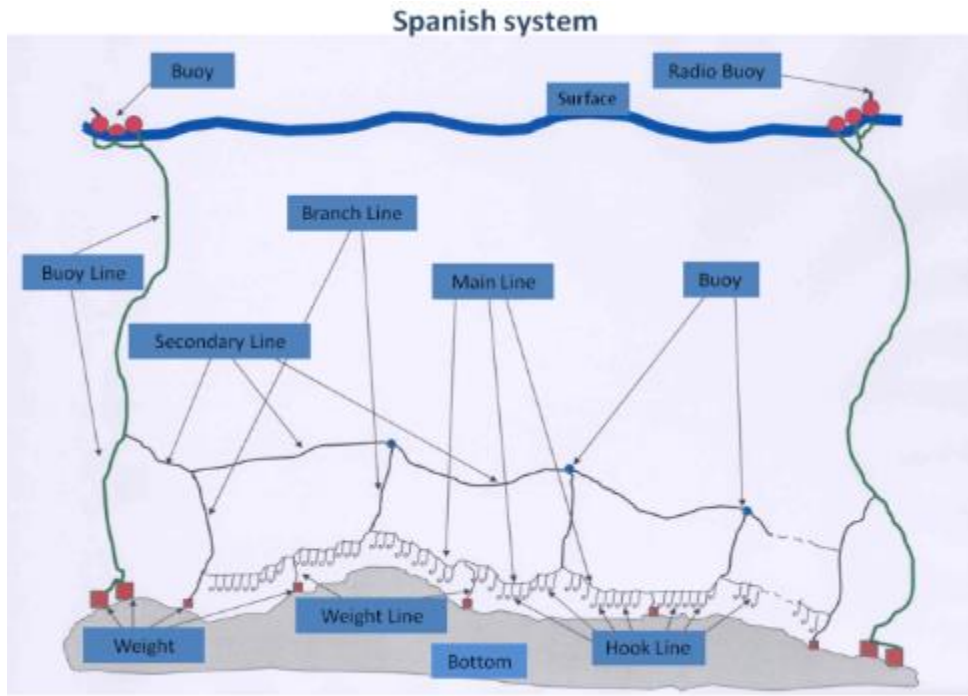 Spanish system
Buoy
Radio Buoy
Surface
Branch Line
Buoy Line
Main Line
Buoy
Secondary Line
Weight Line
Weight
Hook Line
Bottom